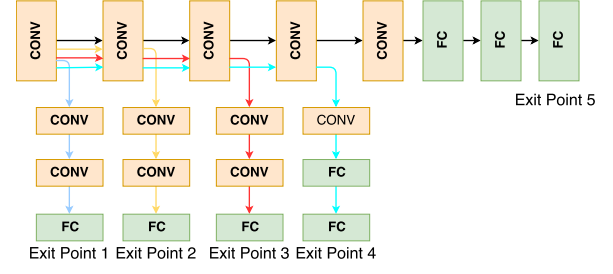 CONV CONV CONV CONV CONV FC FC FC
Exit Point 5
CONV CONV CONV CONV
CONV CONV CONV FC
FC FC FC FC
Exit Point 1 Exit Point 2 Exit Point 3 Exit Point 4